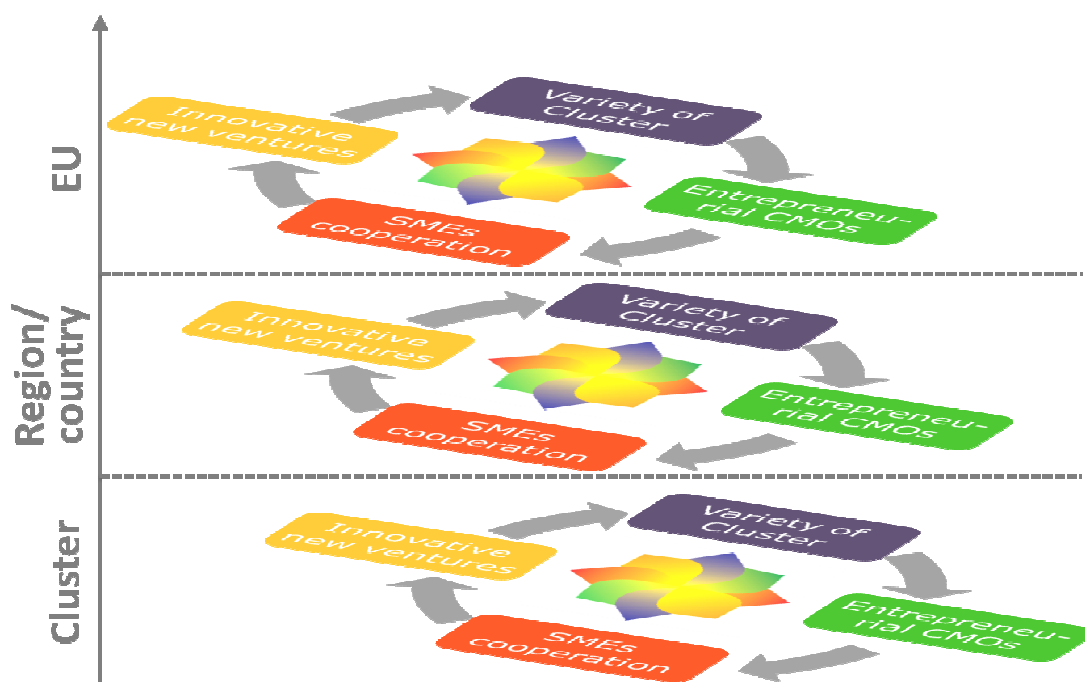 EU
Innovative
new ventures
Variety of
Cluster
Entrepreneu-
rial CMOs
SMEs
cooperation
Region/
country
Innovative
new ventures
Variety of
Cluster
Entrepreneu-
rial CMOs
SMEs
cooperation
Cluster
Innovative
new ventures
Variety of
Cluster
Entrepreneu-
rial CMOs
SMEs
cooperation